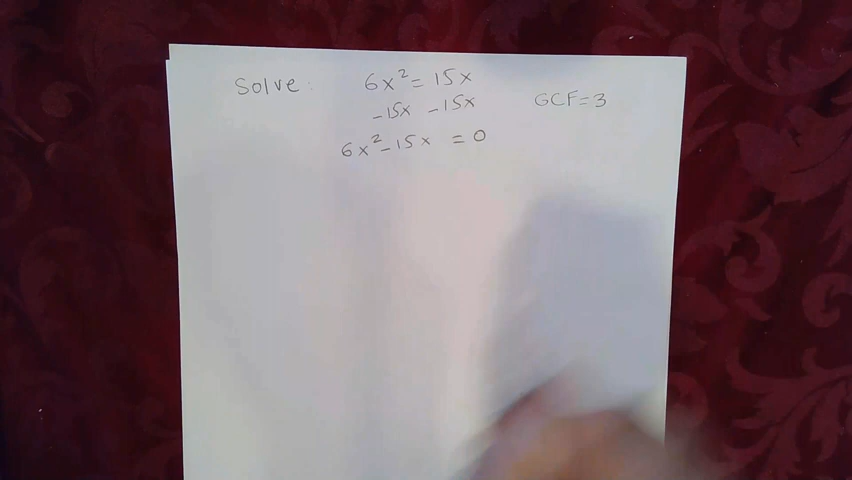 Solve: 6x² = 15x
-15x -15x
GCF=3
6x² - 15x = 0